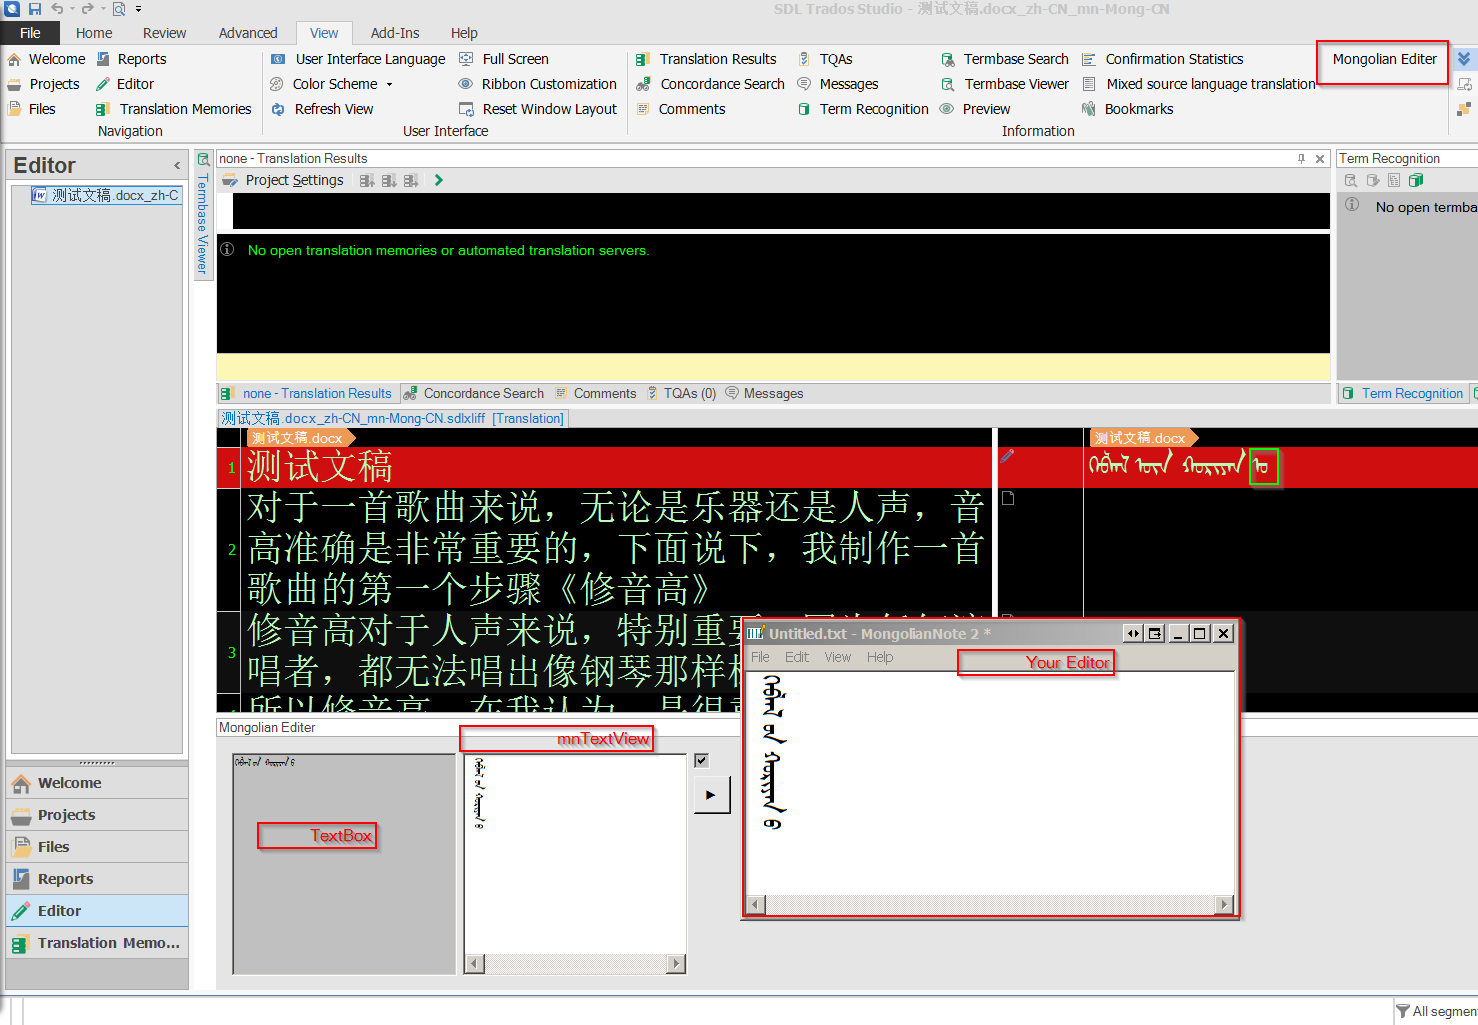 SDL Trados Studio - 测试文稿.docx_zh-CN_mn-Mong-CN
File Home Review Advanced View Add-Ins Help
Welcome Reports
Projects Editor
Files Translation Memories
Navigation
User Interface Language Full Screen
Color Scheme Ribbon Customization
Refresh View Reset Window Layout
User Interface
Translation Results TQAs Termbase Search Confirmation Statistics
Concordance Search Messages Termbase Viewer Mixed source language translation
Comments Term Recognition Preview Bookmarks
Information
Mongolian Editer
Editor
测试文稿.docx_zh-C
Termbase Viewer
none - Translation Results
Project Settings
No open translation memories or automated translation servers.
Term Recognition
No open termba
none - Translation Results Concordance Search Comments TQAs (0) Messages
Term Recognition
测试文稿.docx_zh-CN_mn-Mong-CN.sdlxliff [Translation]
测试文稿.docx
测试文稿.docx
1 测试文稿
2 对于一首歌曲来说，无论是乐器还是人声，音
高准确是非常重要的，下面说下，我制作一首
歌曲的第一个步骤《修音高》
3 修音高对于人声来说，特别重要
唱者，都无法唱出像钢琴那样
所以修音高，在我认为，是很
Untitled.txt - MongolianNote 2 *
File Edit View Help
Your Editor
Mongolian Editer
mnTextView
TextBox
Welcome
Projects
Files
Reports
Editor
Translation Memo...
All segmen